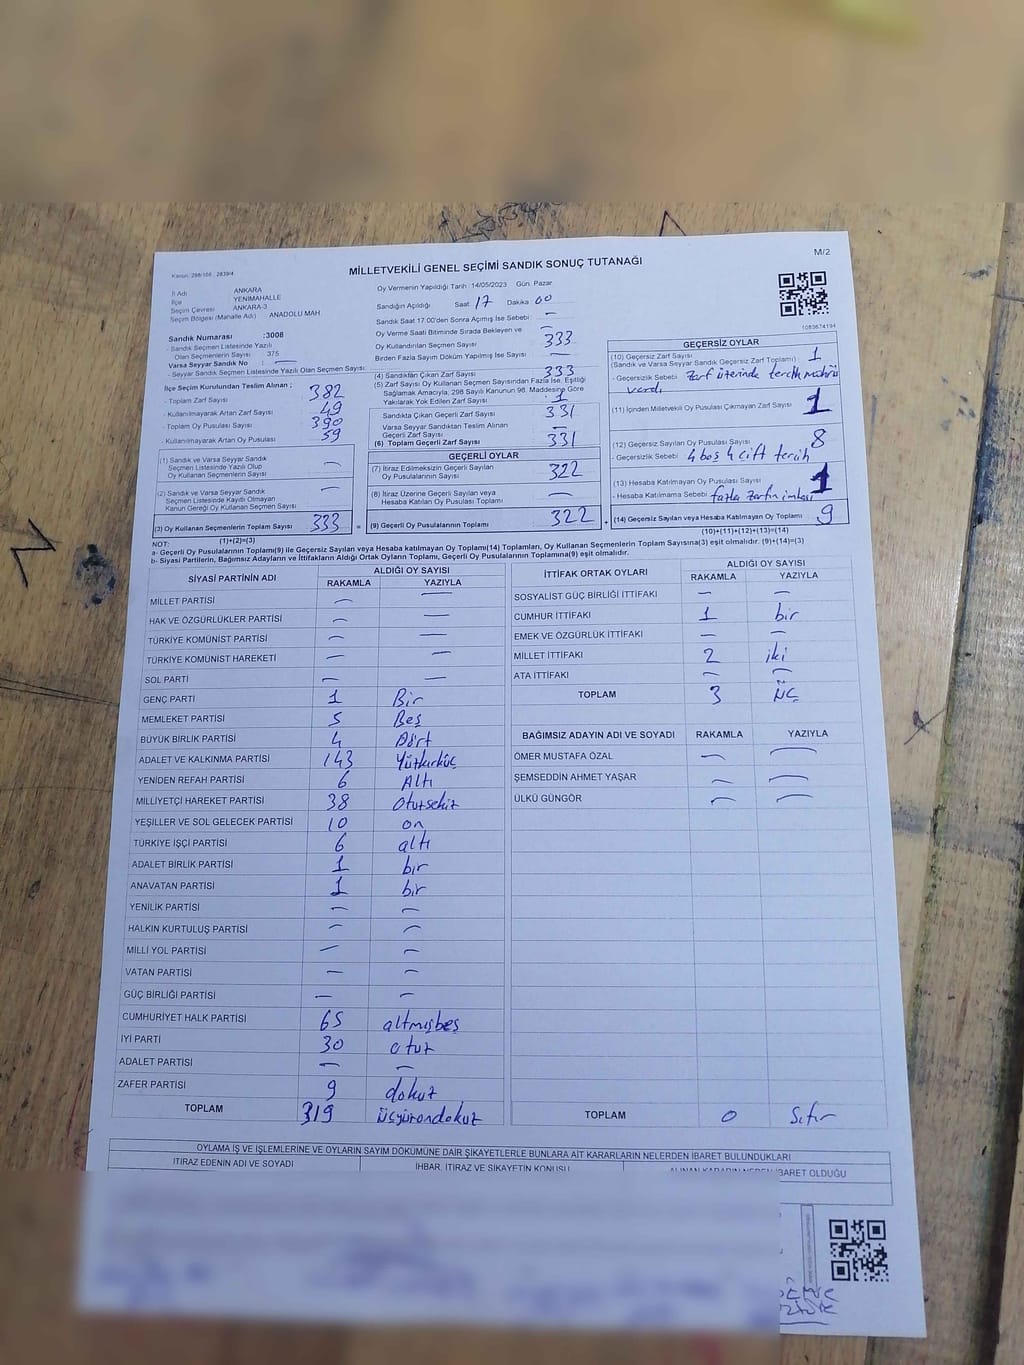 M/2
Kanun: 298/105 , 2839/4
MİLLETVEKİLİ GENEL SEÇİMİ SANDIK SONUÇ TUTANAĞI
İl Adı ANKARA
İlçe YENİMAHALLE
Seçim Çevresi ANKARA-3
Seçim Bölgesi (Mahalle Adı) ANADOLU MAH
Sandık Numarası :3008
- Sandık Seçmen Listesinde Yazılı
Olan Seçmenlerin Sayısı 375
Varsa Seyyar Sandık No : —
- Seyyar Sandık Seçmen Listesinde Yazılı Olan Seçmen Sayısı:
İlçe Seçim Kurulundan Teslim Alınan ;
- Toplam Zarf Sayısı 382
- Kullanılmayarak Artan Zarf Sayısı 49
- Toplam Oy Pusulası Sayısı 390
- Kullanılmayarak Artan Oy Pusulası 59
(1) Sandık ve Varsa Seyyar Sandık
Seçmen Listesinde Yazılı Olup
Oy Kullanan Seçmenlerin Sayısı —
(2) Sandık ve Varsa Seyyar Sandık
Seçmen Listesinde Kayıtlı Olmayan
Kanun Gereği Oy Kullanan Seçmen Sayısı —
(3) Oy Kullanan Seçmenlerin Toplam Sayısı 333 =
(1)+(2)=(3)
Oy Vermenin Yapıldığı Tarih :14/05/2023 Gün: Pazar
Sandığın Açıldığı Saat: 17 Dakika 00
Sandık Saat 17.00'den Sonra Açılmış İse Sebebi: —
Oy Verme Saati Bitiminde Sırada Bekleyen ve
Oy Kullandırılan Seçmen Sayısı 333
Birden Fazla Sayım Döküm Yapılmış İse Sayısı —
(4) Sandıktan Çıkan Zarf Sayısı 333
(5) Zarf Sayısı Oy Kullanan Seçmen Sayısından Fazla İse, Eşitliği
Sağlamak Amacıyla, 298 Sayılı Kanunun 98. Maddesine Göre
Yakılarak Yok Edilen Zarf Sayısı 1
Sandıkta Çıkan Geçerli Zarf Sayısı 331
Varsa Seyyar Sandıktan Teslim Alınan
Geçerli Zarf Sayısı —
(6) Toplam Geçerli Zarf Sayısı 331
GEÇERLİ OYLAR
(7) İtiraz Edilmeksizin Geçerli Sayılan
Oy Pusulalarının Sayısı 322
(8) İtiraz Üzerine Geçerli Sayılan veya
Hesaba Katılan Oy Pusulası Toplamı —
(9) Geçerli Oy Pusulalarının Toplamı 322 +
1083674194
GEÇERSİZ OYLAR
(10) Geçersiz Zarf Sayısı 1
(Sandık ve Varsa Seyyar Sandık Geçersiz Zarf Toplamı)
- Geçersizlik Sebebi Zarf üzerinde tercih mührü
vardı
(11) İçinden Milletvekili Oy Pusulası Çıkmayan Zarf Sayısı 1
(12) Geçersiz Sayılan Oy Pusulası Sayısı 8
- Geçersizlik Sebebi 4 boş 4 çift tercih
(13) Hesaba Katılmayan Oy Pusulası Sayısı 1
- Hesaba Katılmama Sebebi fazla zarfın imhası
(14) Geçersiz Sayılan veya Hesaba Katılmayan Oy Toplamı 9
(10)+(11)+(12)+(13)=(14)
NOT:
a- Geçerli Oy Pusulalarının Toplamı(9) ile Geçersiz Sayılan veya Hesaba katılmayan Oy Toplamı(14) Toplamları, Oy Kullanan Seçmenlerin Toplam Sayısına(3) eşit olmalıdır. (9)+(14)=(3)
b- Siyasi Partilerin, Bağımsız Adayların ve İttifakların Aldığı Ortak Oyların Toplamı, Geçerli Oy Pusulalarının Toplamına(9) eşit olmalıdır.
SİYASİ PARTİNİN ADI ALDIĞI OY SAYISI
RAKAMLA YAZIYLA
MİLLET PARTİSİ — —
HAK VE ÖZGÜRLÜKLER PARTİSİ — —
TÜRKİYE KOMÜNİST PARTİSİ — —
TÜRKİYE KOMÜNİST HAREKETİ — —
SOL PARTİ — —
GENÇ PARTİ 1 Bir
MEMLEKET PARTİSİ 5 Beş
BÜYÜK BİRLİK PARTİSİ 4 Dört
ADALET VE KALKINMA PARTİSİ 143 Yüzkırküç
YENİDEN REFAH PARTİSİ 6 Altı
MİLLİYETÇİ HAREKET PARTİSİ 38 Otuzsekiz
YEŞİLLER VE SOL GELECEK PARTİSİ 10 on
TÜRKİYE İŞÇİ PARTİSİ 6 altı
ADALET BİRLİK PARTİSİ 1 bir
ANAVATAN PARTİSİ 1 bir
YENİLİK PARTİSİ — —
HALKIN KURTULUŞ PARTİSİ — —
MİLLİ YOL PARTİSİ — —
VATAN PARTİSİ — —
GÜÇ BİRLİĞİ PARTİSİ — —
CUMHURİYET HALK PARTİSİ 65 altmışbeş
İYİ PARTİ 30 otuz
ADALET PARTİSİ — —
ZAFER PARTİSİ 9 dokuz
TOPLAM 319 üçyüzondokuz
İTTİFAK ORTAK OYLARI ALDIĞI OY SAYISI
RAKAMLA YAZIYLA
SOSYALİST GÜÇ BİRLİĞİ İTTİFAKI — —
CUMHUR İTTİFAKI 1 bir
EMEK VE ÖZGÜRLÜK İTTİFAKI — —
MİLLET İTTİFAKI 2 iki
ATA İTTİFAKI — —
TOPLAM 3 ÜÇ
BAĞIMSIZ ADAYIN ADI VE SOYADI RAKAMLA YAZIYLA
ÖMER MUSTAFA ÖZAL — —
ŞEMSEDDİN AHMET YAŞAR — —
ÜLKÜ GÜNGÖR — —
TOPLAM 0 Sıfır
OYLAMA İŞ VE İŞLEMLERİNE VE OYLARIN SAYIM DÖKÜMÜNE DAİR ŞİKAYETLERLE BUNLARA AİT KARARLARIN NELERDEN İBARET BULUNDUKLARI
İTİRAZ EDENİN ADI VE SOYADI İHBAR, İTİRAZ VE ŞİKAYETİN KONUSU ALINAN KARARIN NEDEN İBARET OLDUĞU